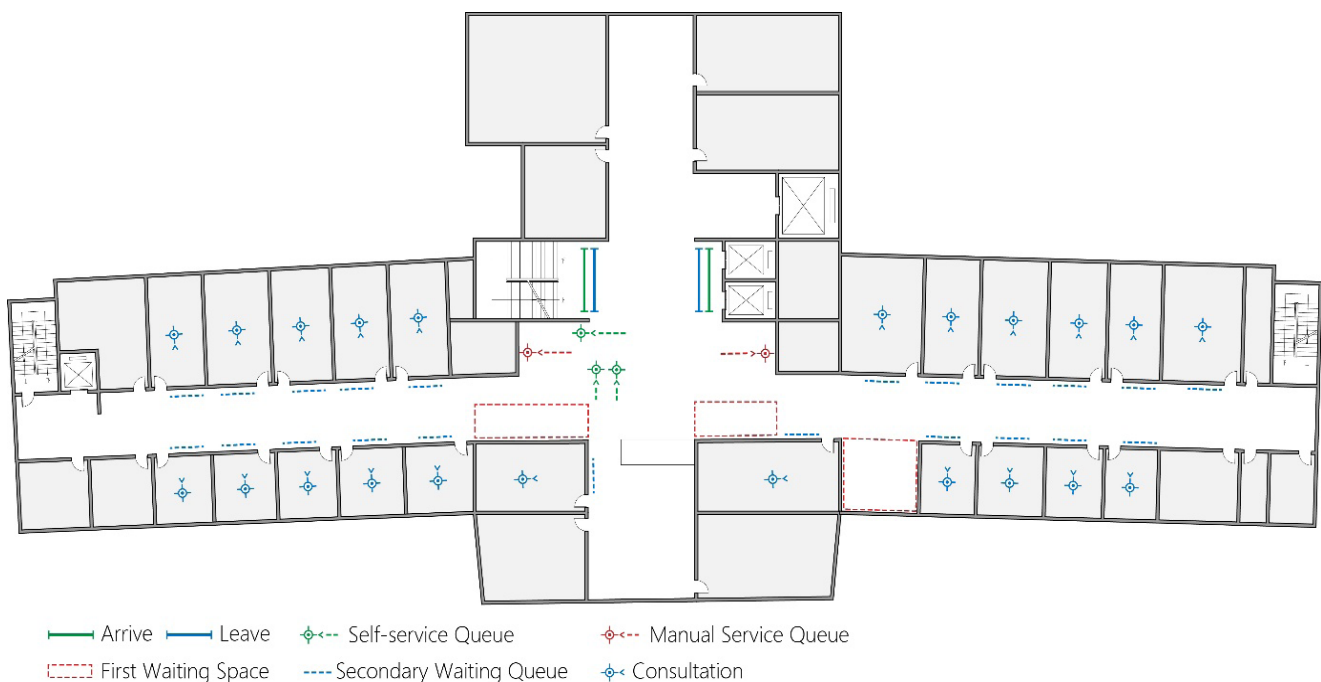 Arrive Leave Self-service Queue Manual Service Queue
First Waiting Space Secondary Waiting Queue Consultation